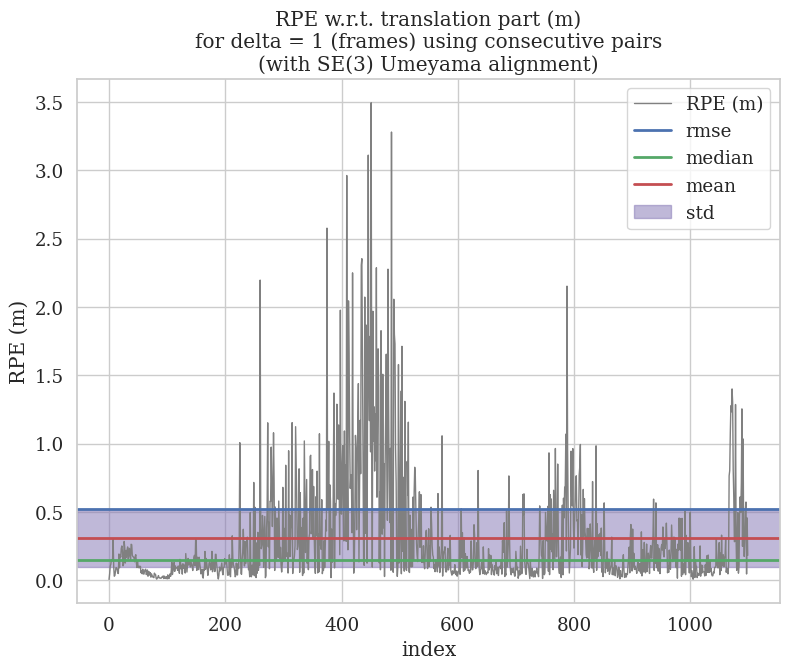 RPE w.r.t. translation part (m)
for delta = 1 (frames) using consecutive pairs
(with SE(3) Umeyama alignment)
RPE (m)
rmse
median
mean
std
3.5
3.0
2.5
2.0
1.5
1.0
0.5
0.0
RPE (m)
0
200
400
600
800
1000
index